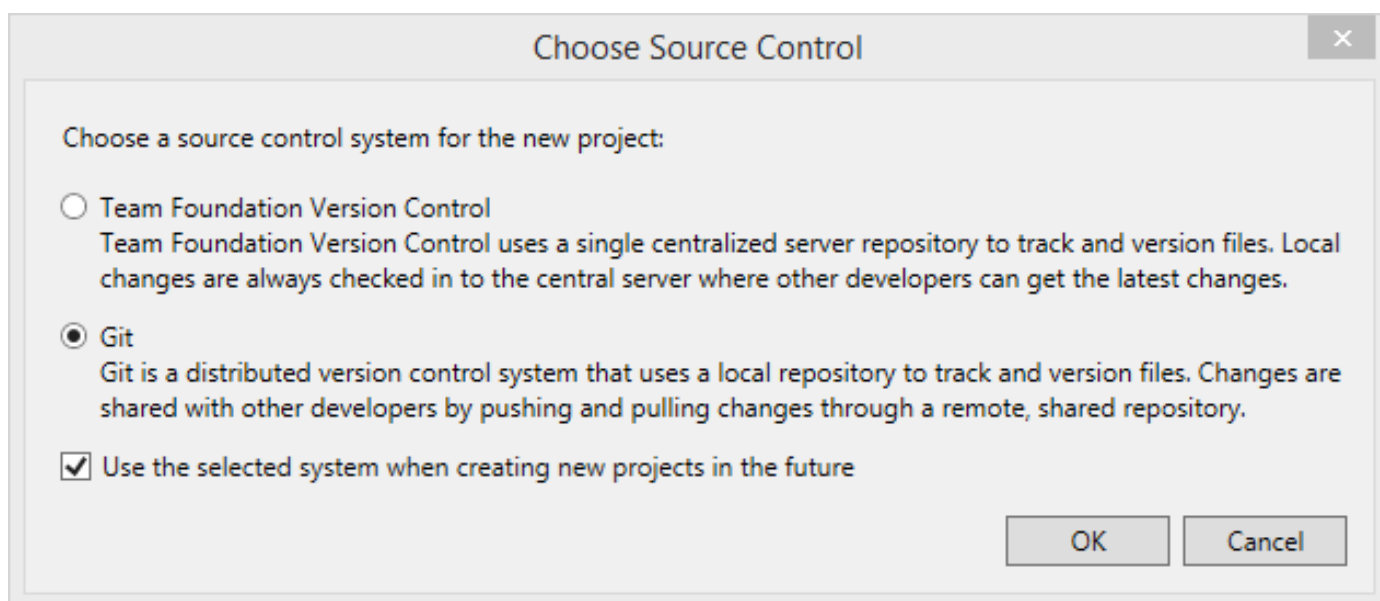 Choose Source Control
Choose a source control system for the new project:
Team Foundation Version Control
Team Foundation Version Control uses a single centralized server repository to track and version files. Local
changes are always checked in to the central server where other developers can get the latest changes.
Git
Git is a distributed version control system that uses a local repository to track and version files. Changes are
shared with other developers by pushing and pulling changes through a remote, shared repository.
Use the selected system when creating new projects in the future
OK Cancel